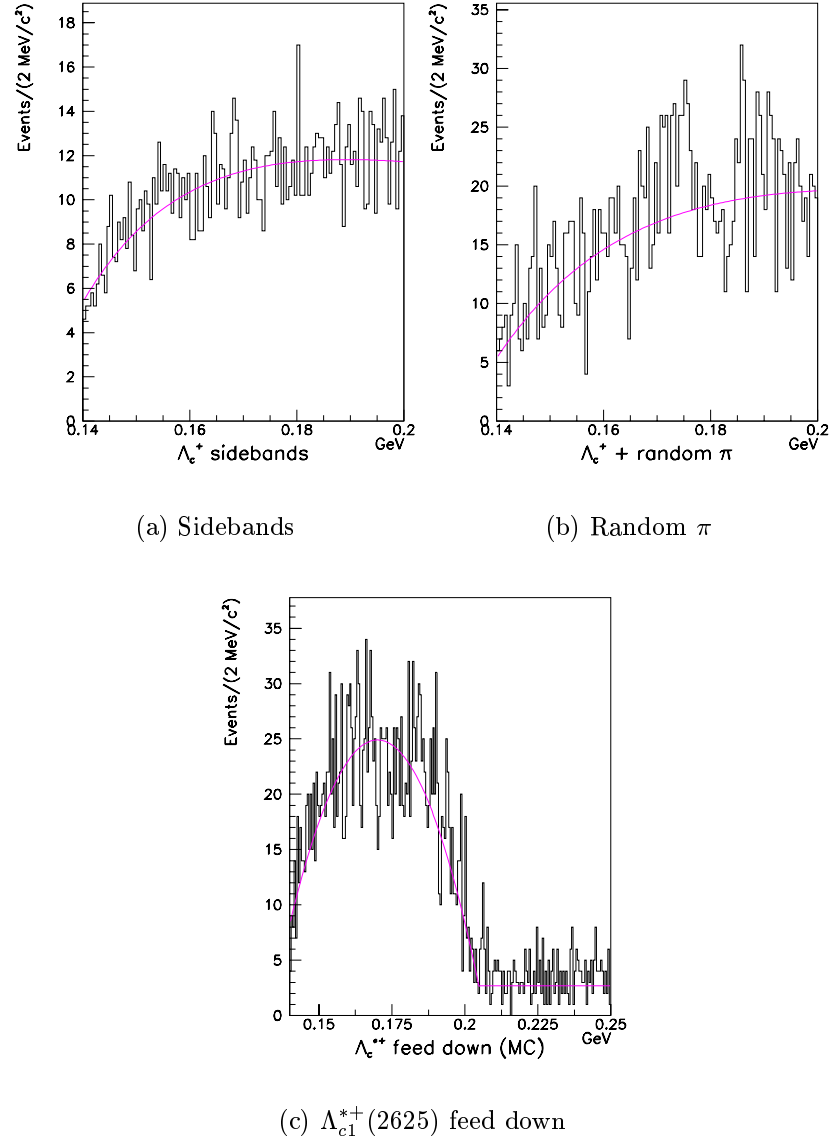 Events/(2 MeV/c²)
18
16
14
12
10
8
6
4
2
0
0.14 0.16 0.18 0.2
GeV
Λc⁺ sidebands
(a) Sidebands
Events/(2 MeV/c²)
35
30
25
20
15
10
5
0
0.14 0.16 0.18 0.2
GeV
Λc⁺ + random π
(b) Random π
Events/(2 MeV/c²)
35
30
25
20
15
10
5
0
0.15 0.175 0.2 0.225 0.25
GeV
Λc*⁺ feed down (MC)
(c) Λ*⁺c1(2625) feed down